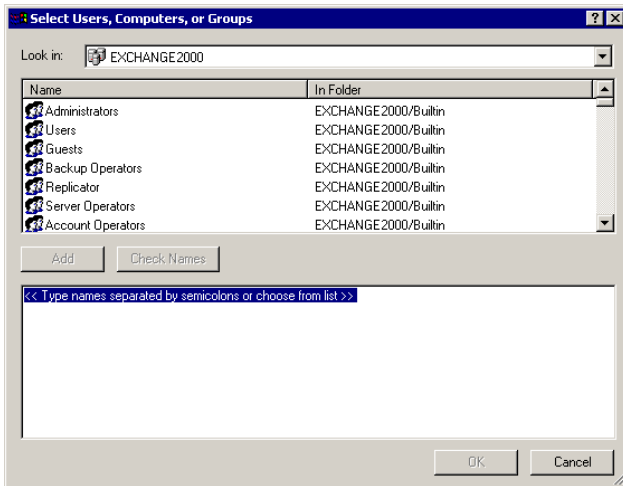 Select Users, Computers, or Groups
Look in: EXCHANGE2000
Name In Folder
Administrators EXCHANGE2000/Builtin
Users EXCHANGE2000/Builtin
Guests EXCHANGE2000/Builtin
Backup Operators EXCHANGE2000/Builtin
Replicator EXCHANGE2000/Builtin
Server Operators EXCHANGE2000/Builtin
Account Operators EXCHANGE2000/Builtin
Add Check Names
<< Type names separated by semicolons or choose from list >>
OK Cancel